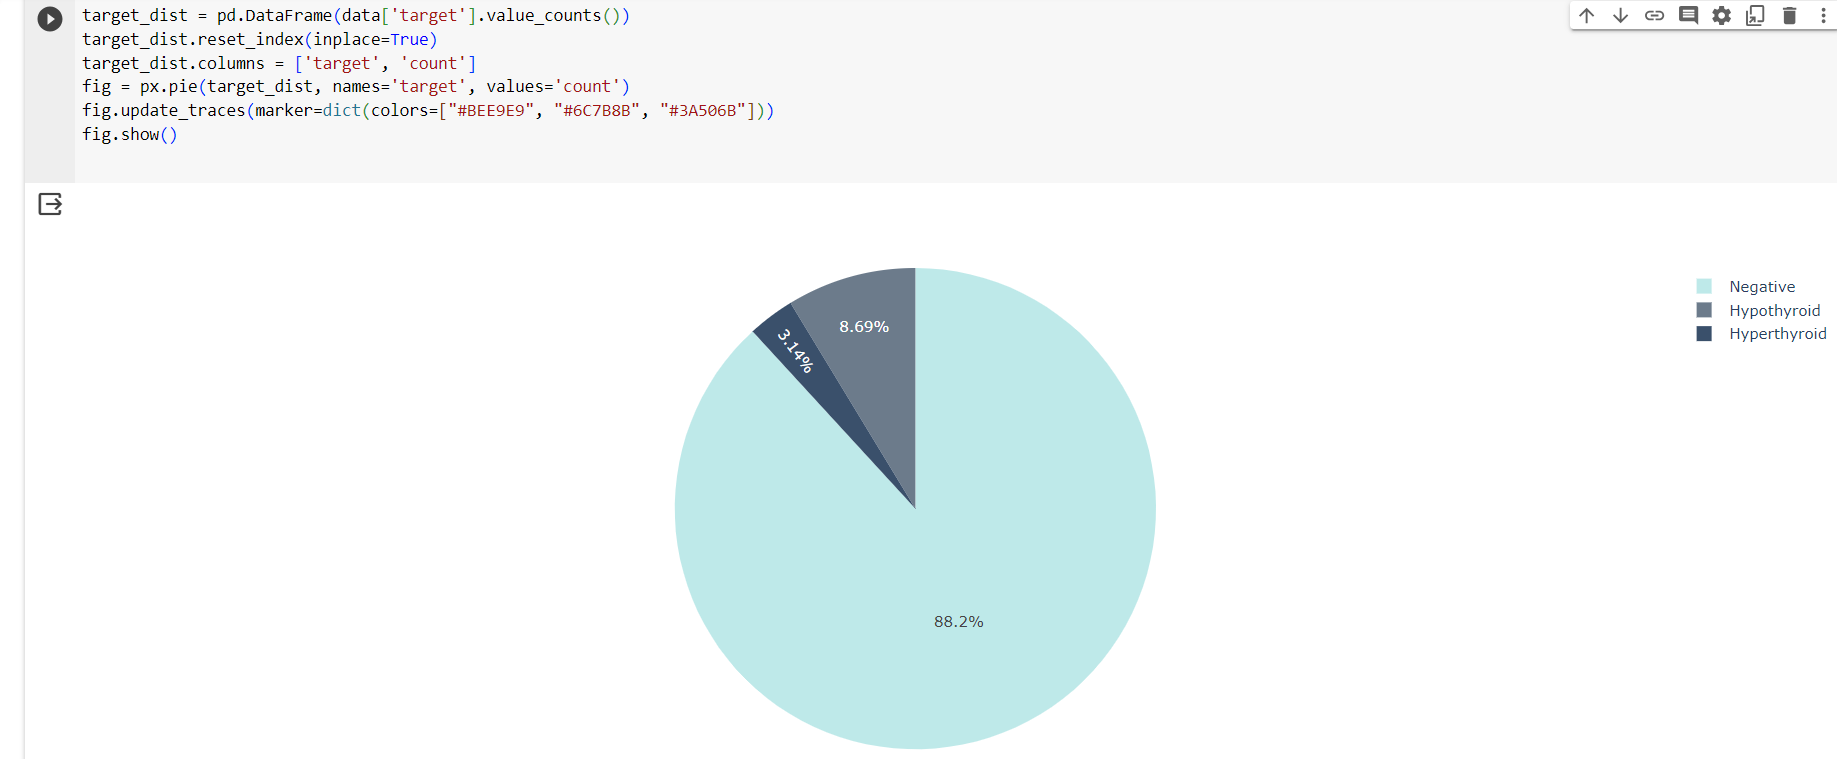 target_dist = pd.DataFrame(data['target'].value_counts())
target_dist.reset_index(inplace=True)
target_dist.columns = ['target', 'count']
fig = px.pie(target_dist, names='target', values='count')
fig.update_traces(marker=dict(colors=["#BEE9E9", "#6C7B8B", "#3A506B"]))
fig.show()
Negative
Hypothyroid
Hyperthyroid
8.69%
3.14%
88.2%